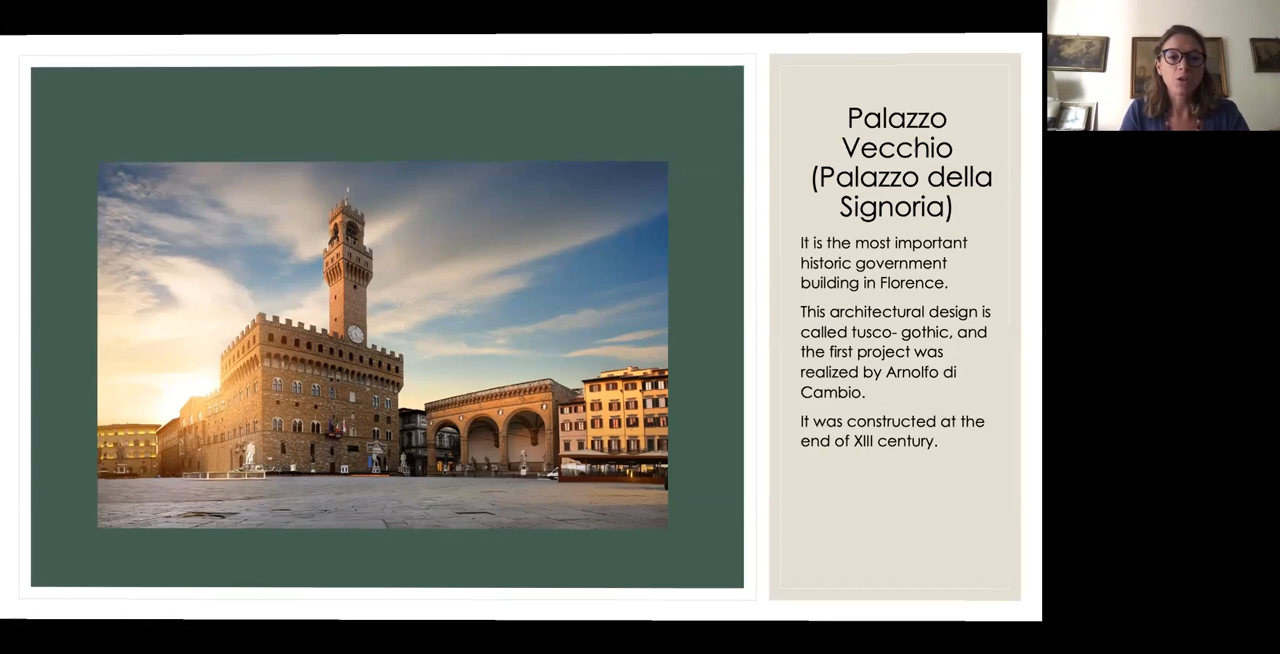 Palazzo
Vecchio
(Palazzo della
Signoria)
It is the most important
historic government
building in Florence.
This architectural design is
called tusco- gothic, and
the first project was
realized by Arnolfo di
Cambio.
It was constructed at the
end of XIII century.